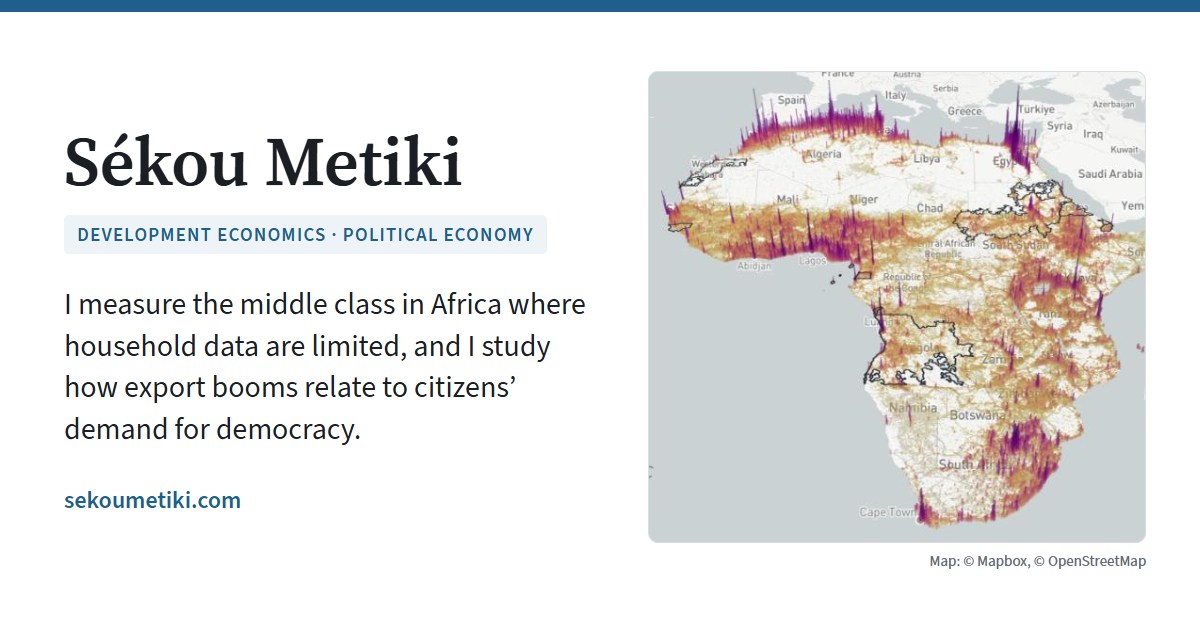 Sékou Metiki
DEVELOPMENT ECONOMICS · POLITICAL ECONOMY
I measure the middle class in Africa where
household data are limited, and I study
how export booms relate to citizens’
demand for democracy.
sekoumetiki.com
France
Austria
Serbia
Spain
Italy
Greece
Türkiye
Azerbaijan
Syria
Iraq
Kuwait
Algeria
Libya
Saudi Arabia
Mali
Niger
Chad
South Sudan
Abidjan
Lagos
Namibia
Botswana
Cape Town
Map: © Mapbox, © OpenStreetMap